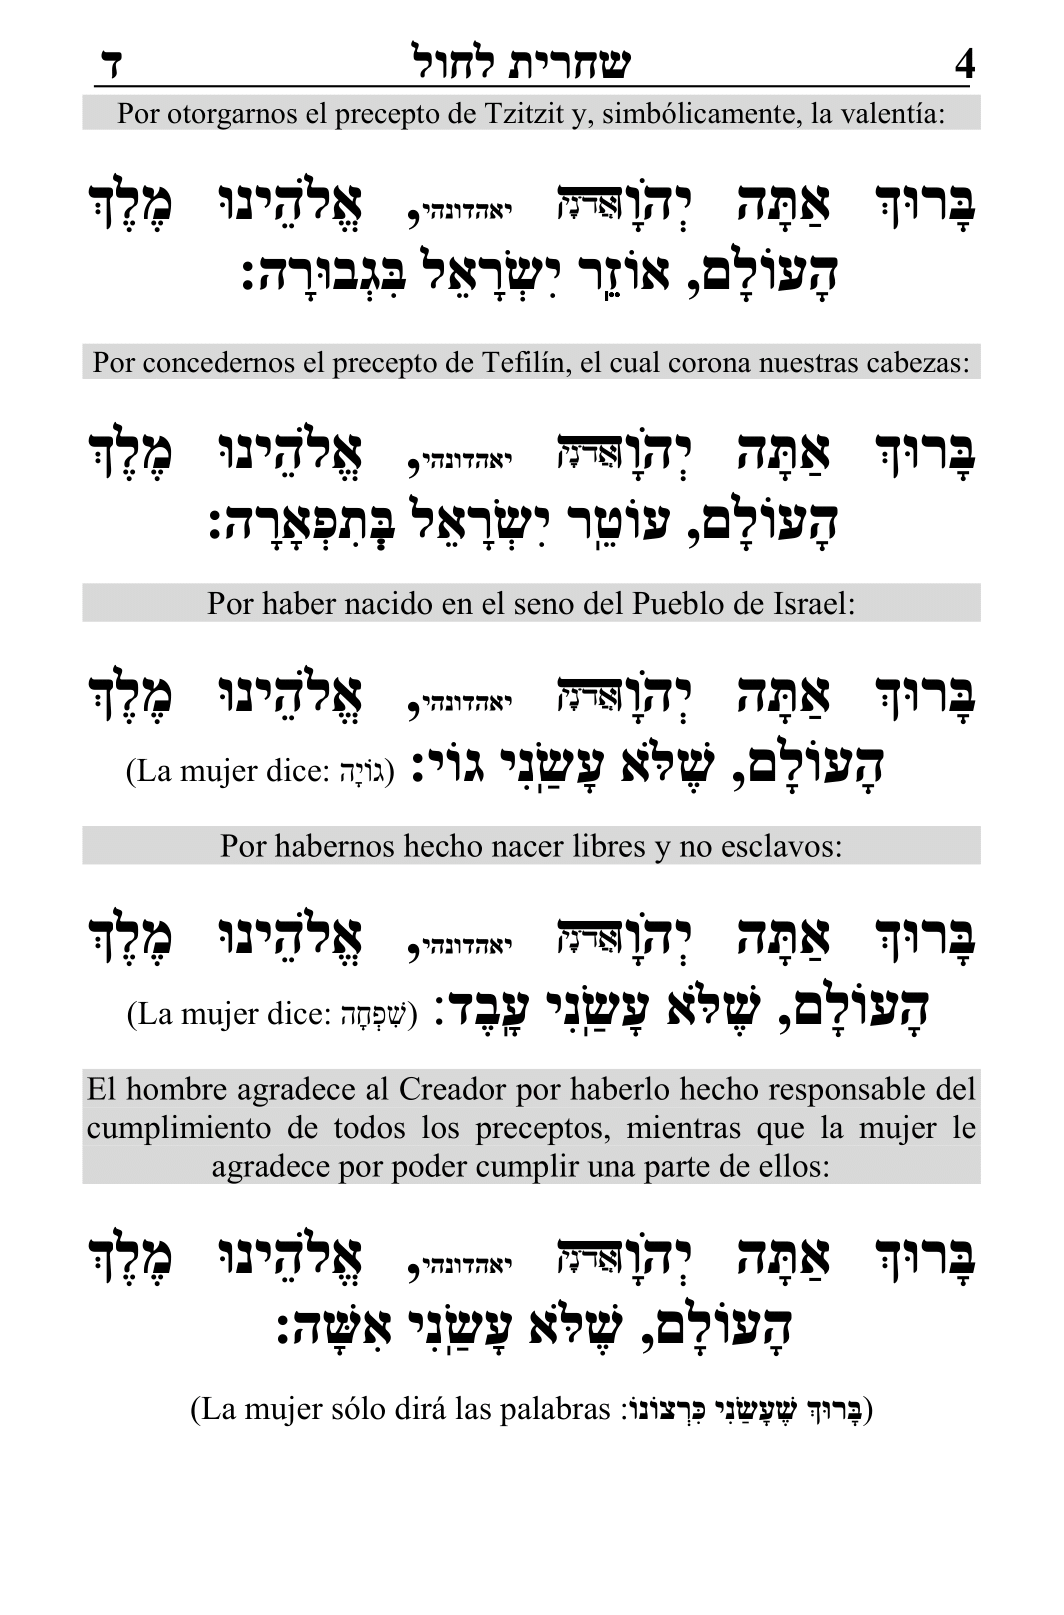 4 שחרית לחול ד
Por otorgarnos el precepto de Tzitzit y, simbólicamente, la valentía:
בָּרוּךְ אַתָּה יְהֹוָאֲדֹנָי יאהדונהי, אֱלֹהֵינוּ מֶלֶךְ
הָעוֹלָם, אוֹזֵר יִשְׂרָאֵל בִּגְבוּרָה:
Por concedernos el precepto de Tefilín, el cual corona nuestras cabezas:
בָּרוּךְ אַתָּה יְהֹוָאֲדֹנָי יאהדונהי, אֱלֹהֵינוּ מֶלֶךְ
הָעוֹלָם, עוֹטֵר יִשְׂרָאֵל בְּתִפְאָרָה:
Por haber nacido en el seno del Pueblo de Israel:
בָּרוּךְ אַתָּה יְהֹוָאֲדֹנָי יאהדונהי, אֱלֹהֵינוּ מֶלֶךְ
הָעוֹלָם, שֶׁלֹּא עָשַׂנִי גּוֹי: (La mujer dice: גּוֹיָה)
Por habernos hecho nacer libres y no esclavos:
בָּרוּךְ אַתָּה יְהֹוָאֲדֹנָי יאהדונהי, אֱלֹהֵינוּ מֶלֶךְ
הָעוֹלָם, שֶׁלֹּא עָשַׂנִי עָבֶד: (La mujer dice: שִׁפְחָה)
El hombre agradece al Creador por haberlo hecho responsable del
cumplimiento de todos los preceptos, mientras que la mujer le
agradece por poder cumplir una parte de ellos:
בָּרוּךְ אַתָּה יְהֹוָאֲדֹנָי יאהדונהי, אֱלֹהֵינוּ מֶלֶךְ
הָעוֹלָם, שֶׁלֹּא עָשַׂנִי אִשָּׁה:
(La mujer sólo dirá las palabras :בָּרוּךְ שֶׁעָשַׂנִי כִּרְצוֹנוֹ:)